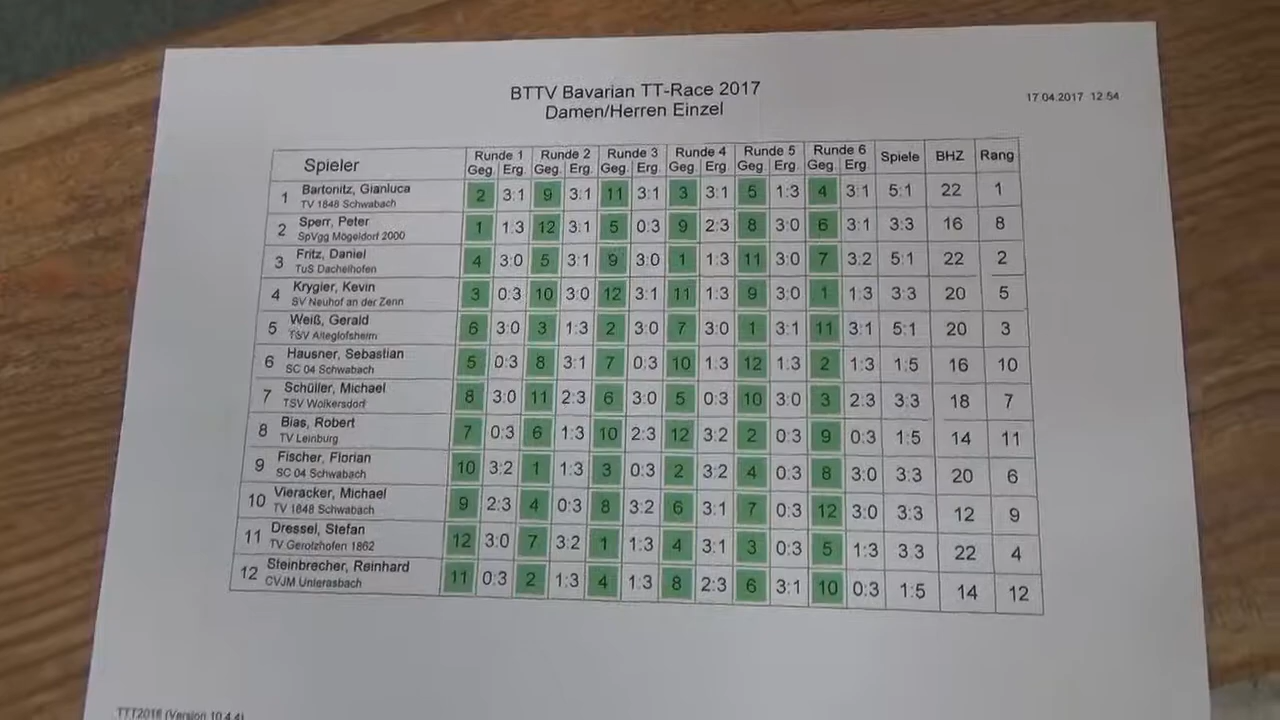 BTTV Bavarian TT-Race 2017
Damen/Herren Einzel
17.04.2017 12:54
Spieler Runde 1 Runde 2 Runde 3 Runde 4 Runde 5 Runde 6 Spiele BHZ Rang
Geg. Erg. Geg. Erg. Geg. Erg. Geg. Erg. Geg. Erg. Geg. Erg.
1 Bartonitz, Gianluca 2 3:1 9 3:1 11 3:1 3 3:1 5 1:3 4 3:1 5:1 22 1
TV 1848 Schwabach
2 Sperr, Peter 1 1:3 12 3:1 5 0:3 9 2:3 8 3:0 6 3:1 3:3 16 8
SpVgg Mögeldorf 2000
3 Fritz, Daniel 4 3:0 5 3:1 9 3:0 1 1:3 11 3:0 7 3:2 5:1 22 2
TuS Dachelhofen
4 Krygier, Kevin 3 0:3 10 3:0 12 3:1 11 1:3 9 3:0 1 1:3 3:3 20 5
SV Neuhof an der Zenn
5 Weiß, Gerald 6 3:0 3 1:3 2 3:0 7 3:0 1 3:1 11 3:1 5:1 20 3
TSV Alteglofsheim
6 Hausner, Sebastian 5 0:3 8 3:1 7 0:3 10 1:3 12 1:3 2 1:3 1:5 16 10
SC 04 Schwabach
7 Schüller, Michael 8 3:0 11 2:3 6 3:0 5 0:3 10 3:0 3 2:3 3:3 18 7
TSV Wolkersdorf
8 Bias, Robert 7 0:3 6 1:3 10 2:3 12 3:2 2 0:3 9 0:3 1:5 14 11
TV Leinburg
9 Fischer, Florian 10 3:2 1 1:3 3 0:3 2 3:2 4 0:3 8 3:0 3:3 20 6
SC 04 Schwabach
10 Vieracker, Michael 9 2:3 4 0:3 8 3:2 6 3:1 7 0:3 12 3:0 3:3 12 9
TV 1848 Schwabach
11 Dressel, Stefan 12 3:0 7 3:2 1 1:3 4 3:1 3 0:3 5 1:3 3:3 22 4
TV Gerolzhofen 1862
12 Steinbrecher, Reinhard 11 0:3 2 1:3 4 1:3 8 2:3 6 3:1 10 0:3 1:5 14 12
CVJM Unterasbach
TTT2016 (Version 10.4.4)